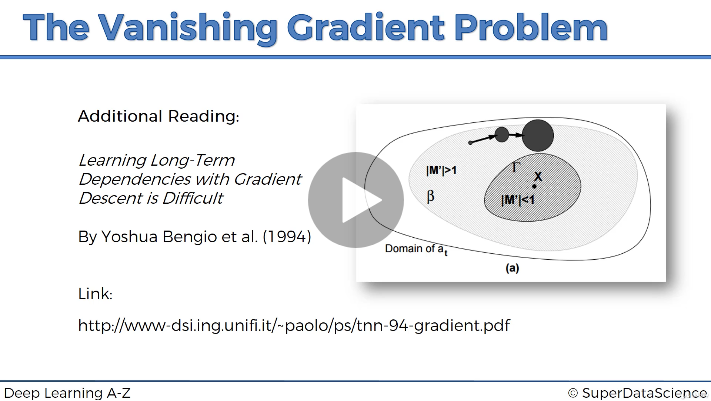 The Vanishing Gradient Problem
Additional Reading:
Learning Long-Term
Dependencies with Gradient
Descent is Difficult
By Yoshua Bengio et al. (1994)
Link:
http://www-dsi.ing.unifi.it/~paolo/ps/tnn-94-gradient.pdf
|M'|>1
β
Γ
X
|M'|<1
Domain of a_t
(a)
Deep Learning A-Z
© SuperDataScience